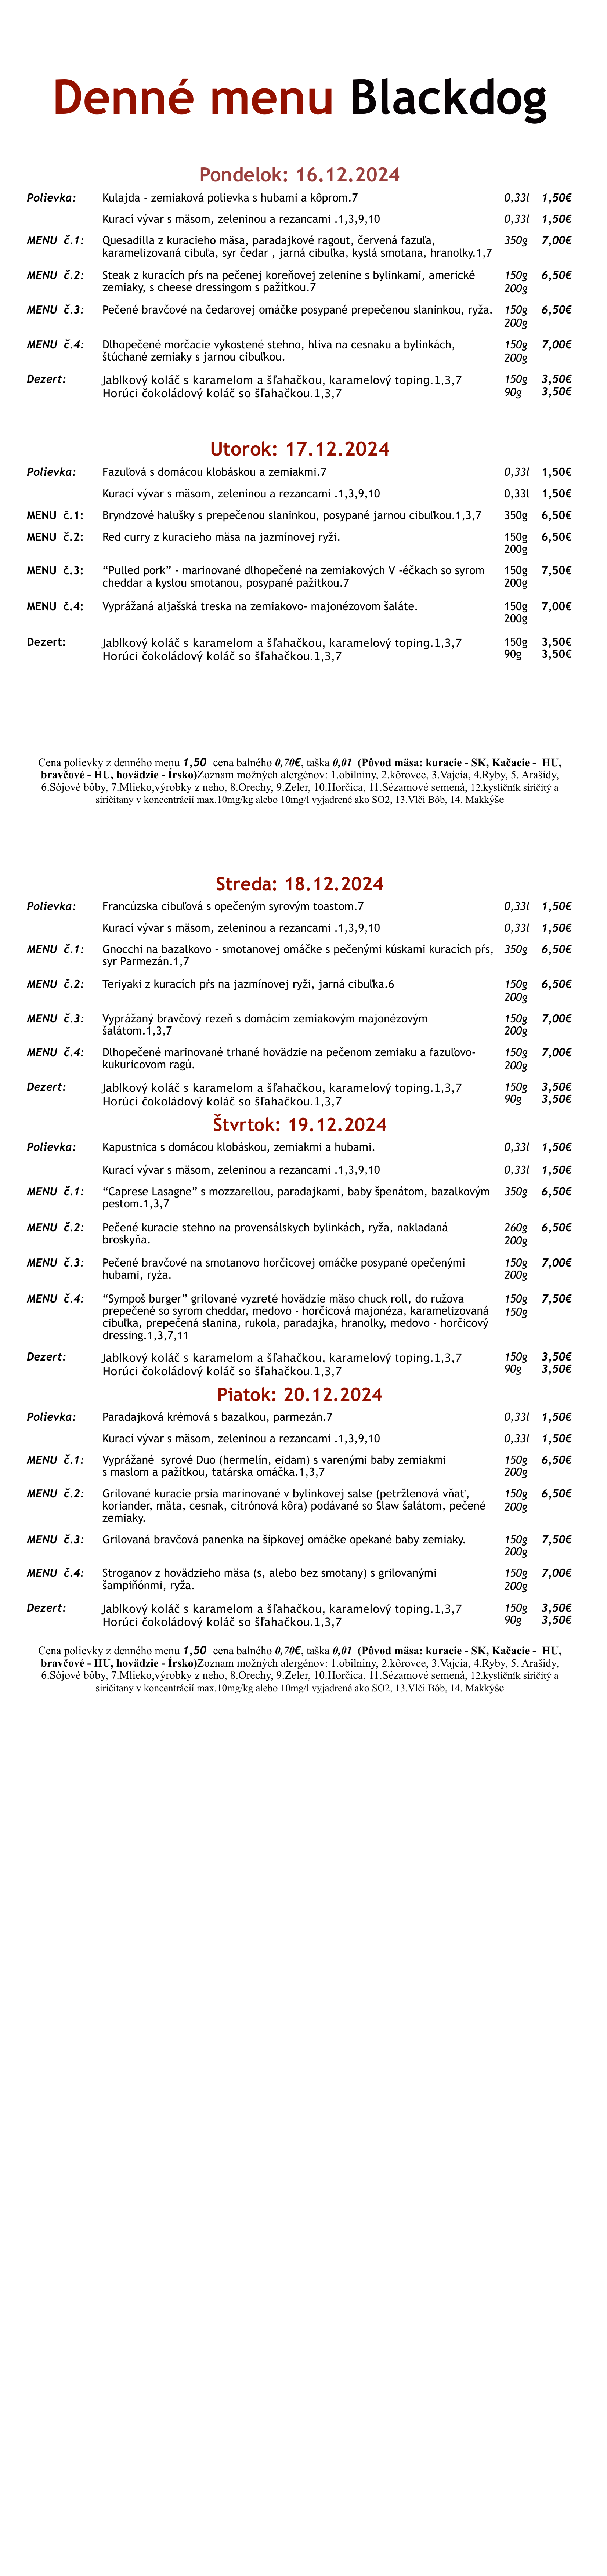 Denné menu Blackdog
Pondelok: 16.12.2024
Polievka: Kulajda - zemiaková polievka s hubami a kôprom.7 0,33l 1,50€
Kurací vývar s mäsom, zeleninou a rezancami .1,3,9,10 0,33l 1,50€
MENU č.1: Quesadilla z kuracieho mäsa, paradajkové ragout, červená fazuľa, 350g 7,00€
karamelizovaná cibuľa, syr čedar , jarná cibuľka, kyslá smotana, hranolky.1,7
MENU č.2: Steak z kuracích pŕs na pečenej koreňovej zelenine s bylinkami, americké 150g 6,50€
zemiaky, s cheese dressingom s pažítkou.7 200g
MENU č.3: Pečené bravčové na čedarovej omáčke posypané prepečenou slaninkou, ryža. 150g 6,50€
200g
MENU č.4: Dlhopečené morčacie vykostené stehno, hliva na cesnaku a bylinkách, 150g 7,00€
štúchané zemiaky s jarnou cibuľkou. 200g
Dezert: Jablkový koláč s karamelom a šľahačkou, karamelový toping.1,3,7 150g 3,50€
Horúci čokoládový koláč so šľahačkou.1,3,7 90g 3,50€
Utorok: 17.12.2024
Polievka: Fazuľová s domácou klobáskou a zemiakmi.7 0,33l 1,50€
Kurací vývar s mäsom, zeleninou a rezancami .1,3,9,10 0,33l 1,50€
MENU č.1: Bryndzové halušky s prepečenou slaninkou, posypané jarnou cibuľkou.1,3,7 350g 6,50€
MENU č.2: Red curry z kuracieho mäsa na jazmínovej ryži. 150g 6,50€
200g
MENU č.3: “Pulled pork” - marinované dlhopečené na zemiakových V -éčkach so syrom 150g 7,50€
cheddar a kyslou smotanou, posypané pažitkou.7 200g
MENU č.4: Vyprážaná aljašská treska na zemiakovo- majonézovom šaláte. 150g 7,00€
200g
Dezert: Jablkový koláč s karamelom a šľahačkou, karamelový toping.1,3,7 150g 3,50€
Horúci čokoládový koláč so šľahačkou.1,3,7 90g 3,50€
Cena polievky z denného menu 1,50 cena balného 0,70€, taška 0,01 (Pôvod mäsa: kuracie - SK, Kačacie - HU,
bravčové - HU, hovädzie - Írsko)Zoznam možných alergénov: 1.obilniny, 2.kôrovce, 3.Vajcia, 4.Ryby, 5. Arašidy,
6.Sójové bôby, 7.Mlieko,výrobky z neho, 8.Orechy, 9.Zeler, 10.Horčica, 11.Sézamové semená, 12.kysličník siričitý a
siričitany v koncentrácií max.10mg/kg alebo 10mg/l vyjadrené ako SO2, 13.Vlčí Bôb, 14. Makkýše
Streda: 18.12.2024
Polievka: Francúzska cibuľová s opečeným syrovým toastom.7 0,33l 1,50€
Kurací vývar s mäsom, zeleninou a rezancami .1,3,9,10 0,33l 1,50€
MENU č.1: Gnocchi na bazalkovo - smotanovej omáčke s pečenými kúskami kuracích pŕs, 350g 6,50€
syr Parmezán.1,7
MENU č.2: Teriyaki z kuracích pŕs na jazmínovej ryži, jarná cibuľka.6 150g 6,50€
200g
MENU č.3: Vyprážaný bravčový rezeň s domácim zemiakovým majonézovým 150g 7,00€
šalátom.1,3,7 200g
MENU č.4: Dlhopečené marinované trhané hovädzie na pečenom zemiaku a fazuľovo- 150g 7,00€
kukuricovom ragú. 200g
Dezert: Jablkový koláč s karamelom a šľahačkou, karamelový toping.1,3,7 150g 3,50€
Horúci čokoládový koláč so šľahačkou.1,3,7 90g 3,50€
Štvrtok: 19.12.2024
Polievka: Kapustnica s domácou klobáskou, zemiakmi a hubami. 0,33l 1,50€
Kurací vývar s mäsom, zeleninou a rezancami .1,3,9,10 0,33l 1,50€
MENU č.1: “Caprese Lasagne” s mozzarellou, paradajkami, baby špenátom, bazalkovým 350g 6,50€
pestom.1,3,7
MENU č.2: Pečené kuracie stehno na provensálskych bylinkách, ryža, nakladaná 260g 6,50€
broskyňa. 200g
MENU č.3: Pečené bravčové na smotanovo horčicovej omáčke posypané opečenými 150g 7,00€
hubami, ryža. 200g
MENU č.4: “Sympoš burger” grilované vyzreté hovädzie mäso chuck roll, do ružova 150g 7,50€
prepečené so syrom cheddar, medovo - horčicová majonéza, karamelizovaná 150g
cibuľka, prepečená slanina, rukola, paradajka, hranolky, medovo - horčicový
dressing.1,3,7,11
Dezert: Jablkový koláč s karamelom a šľahačkou, karamelový toping.1,3,7 150g 3,50€
Horúci čokoládový koláč so šľahačkou.1,3,7 90g 3,50€
Piatok: 20.12.2024
Polievka: Paradajková krémová s bazalkou, parmezán.7 0,33l 1,50€
Kurací vývar s mäsom, zeleninou a rezancami .1,3,9,10 0,33l 1,50€
MENU č.1: Vyprážané syrové Duo (hermelín, eidam) s varenými baby zemiakmi 150g 6,50€
s maslom a pažítkou, tatárska omáčka.1,3,7 200g
MENU č.2: Grilované kuracie prsia marinované v bylinkovej salse (petržlenová vňať, 150g 6,50€
koriander, mäta, cesnak, citrónová kôra) podávané so Slaw šalátom, pečené 200g
zemiaky.
MENU č.3: Grilovaná bravčová panenka na šípkovej omáčke opekané baby zemiaky. 150g 7,50€
200g
MENU č.4: Stroganov z hovädzieho mäsa (s, alebo bez smotany) s grilovanými 150g 7,00€
šampiňónmi, ryža. 200g
Dezert: Jablkový koláč s karamelom a šľahačkou, karamelový toping.1,3,7 150g 3,50€
Horúci čokoládový koláč so šľahačkou.1,3,7 90g 3,50€
Cena polievky z denného menu 1,50 cena balného 0,70€, taška 0,01 (Pôvod mäsa: kuracie - SK, Kačacie - HU,
bravčové - HU, hovädzie - Írsko)Zoznam možných alergénov: 1.obilniny, 2.kôrovce, 3.Vajcia, 4.Ryby, 5. Arašidy,
6.Sójové bôby, 7.Mlieko,výrobky z neho, 8.Orechy, 9.Zeler, 10.Horčica, 11.Sézamové semená, 12.kysličník siričitý a
siričitany v koncentrácií max.10mg/kg alebo 10mg/l vyjadrené ako SO2, 13.Vlčí Bôb, 14. Makkýše